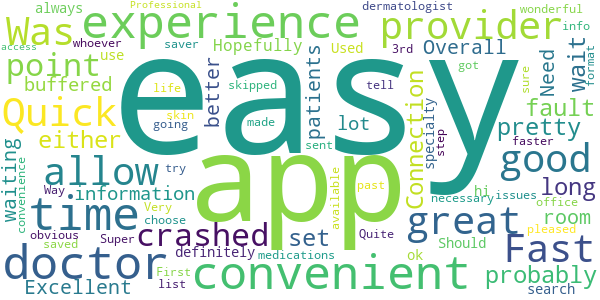 Professional
always
experience
dermatologist
wonderful
Was
easy
provider
info
access
whoever
saver
Hopefully
Used
3rd
Overall
use
point
buffered
better
patients
Need
wait
format
life
skipped
tell
got
Quick
skin
going
made
lot
Connection
specialty
fault
sure
either
sent
step
pretty
faster
Waiting
convenience
allow
app
try
good
information
available
past
hi
necessary
issues
long
Way
Very
time
choose
great
office
room
obvious
saved
Super
crashed
set
Quite
Should
Fast
pleased
doctor
definitely
medications
ok
First
convenient
probably
Excellent
list
search